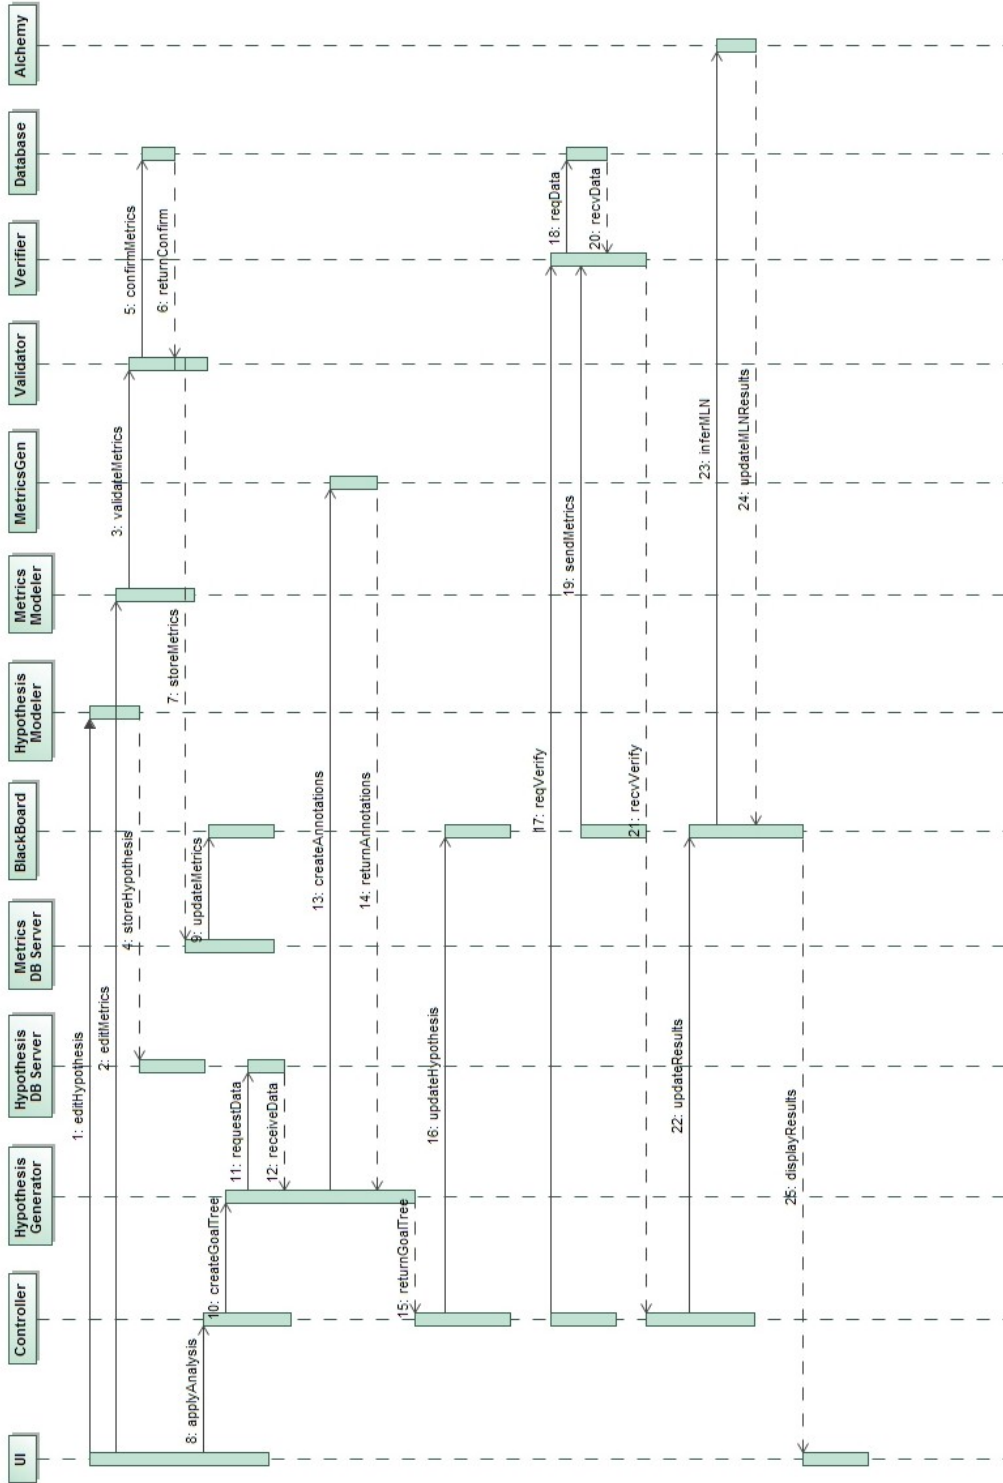 UI
Controller
Hypothesis
Generator
Hypothesis
DB Server
Metrics
DB Server
BlackBoard
Hypothesis
Modeler
Metrics
Modeler
MetricsGen
Validator
Verifier
Database
Alchemy
1: editHypothesis
2: editMetrics
3: validateMetrics
4: storeHypothesis
5: confirmMetrics
6: returnConfirm
7: storeMetrics
8: applyAnalysis
9: updateMetrics
10: createGoalTree
11: requestData
12: receiveData
13: createAnnotations
14: returnAnnotations
15: returnGoalTree
16: updateHypothesis
17: reqVerify
18: reqData
19: sendMetrics
20: recvData
21: recvVerify
22: updateResults
23: inferMLN
24: updateMLNResults
25: displayResults